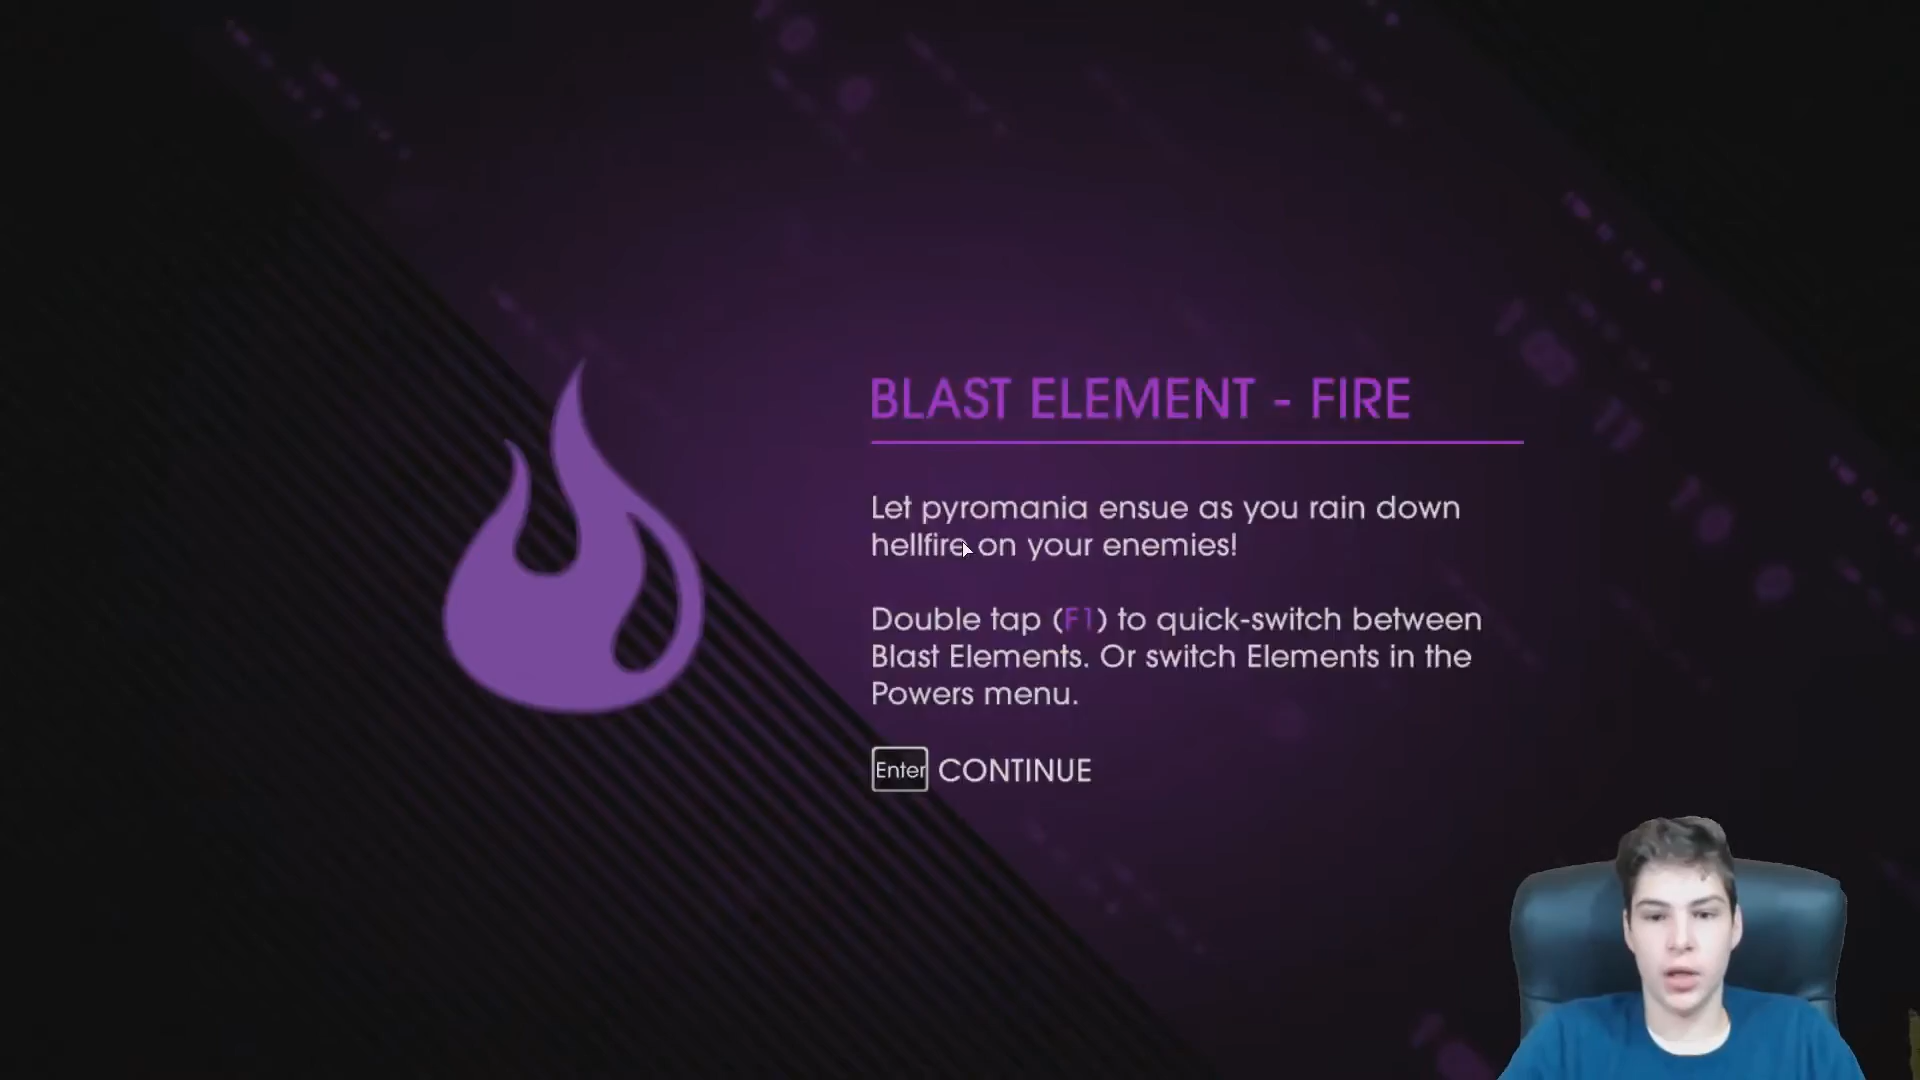 BLAST ELEMENT - FIRE
Let pyromania ensue as you rain down
hellfire on your enemies!
Double tap (F1) to quick-switch between
Blast Elements. Or switch Elements in the
Powers menu.
Enter CONTINUE